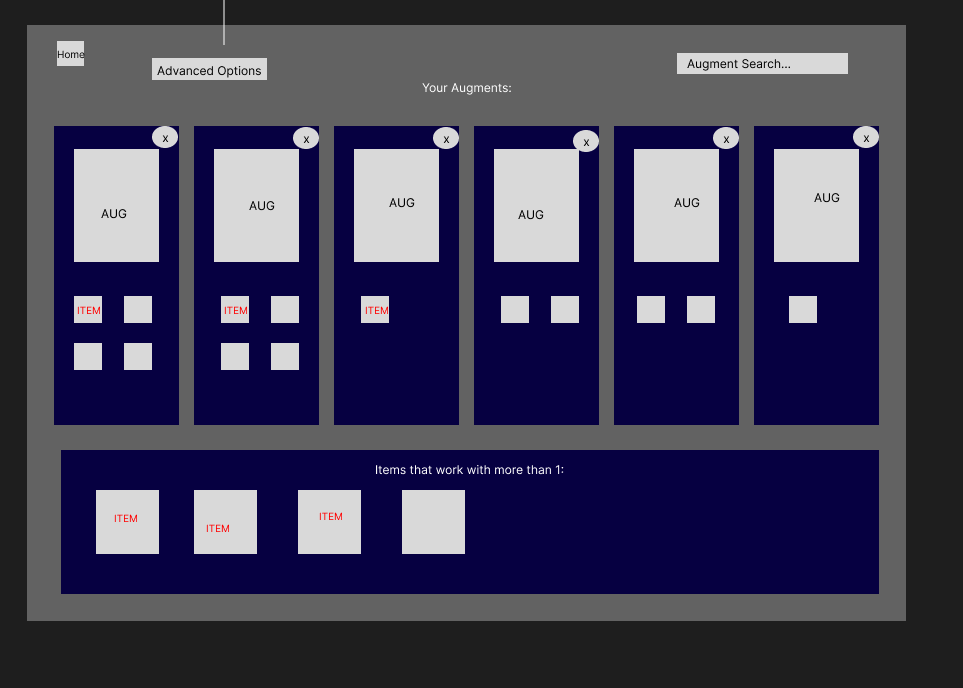 Home
Advanced Options
Augment Search...
Your Augments:
x
x
x
x
x
x
AUG
AUG
AUG
AUG
AUG
AUG
ITEM
ITEM
ITEM
Items that work with more than 1:
ITEM
ITEM
ITEM